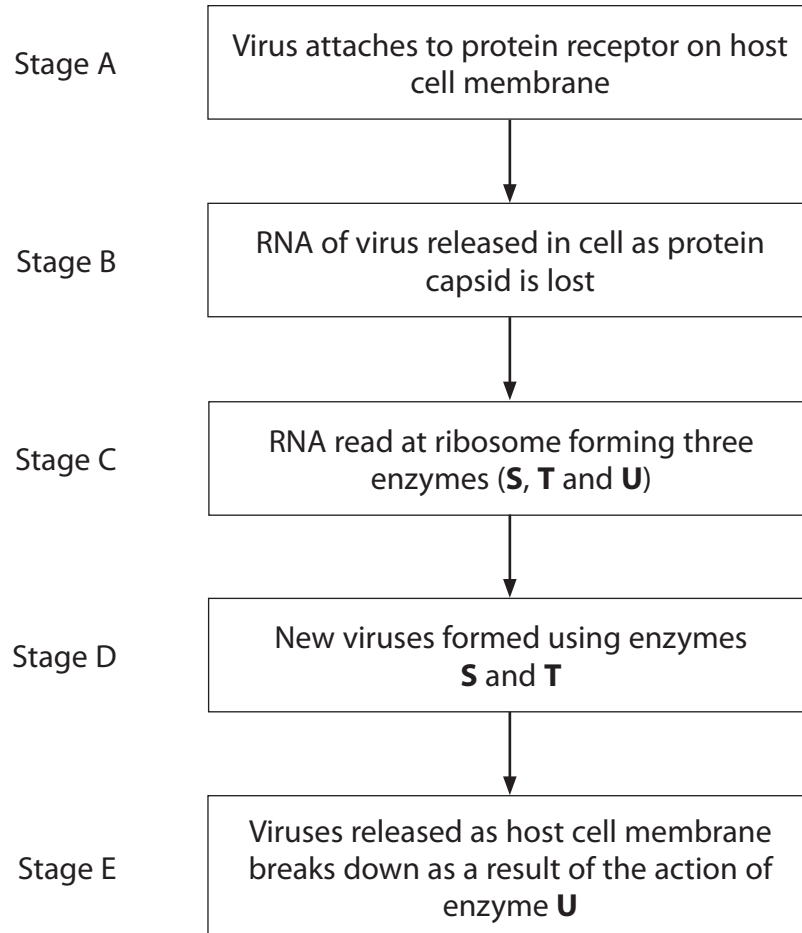 Stage A
Virus attaches to protein receptor on host
cell membrane
Stage B
RNA of virus released in cell as protein
capsid is lost
Stage C
RNA read at ribosome forming three
enzymes (S, T and U)
Stage D
New viruses formed using enzymes
S and T
Stage E
Viruses released as host cell membrane
breaks down as a result of the action of
enzyme U